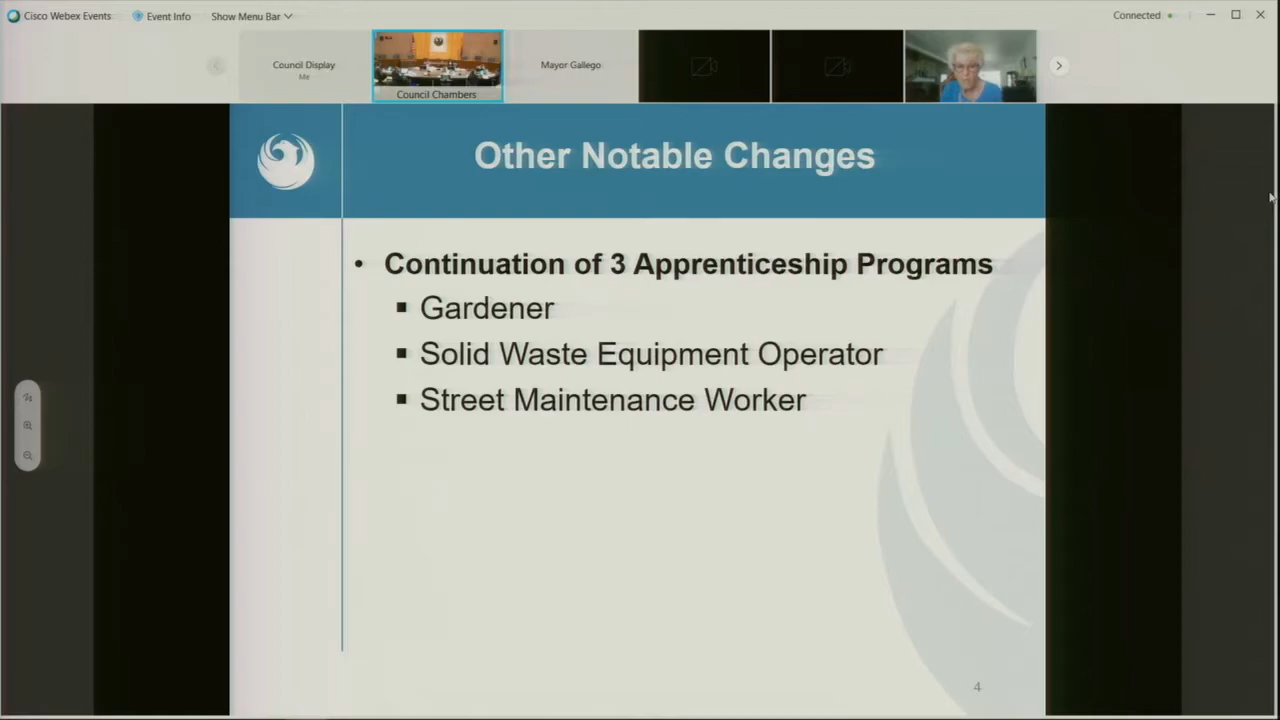 Cisco Webex Events
Event Info
Show Menu Bar
Connected
Council Display
Me
Council Chambers
Mayor Gallego
Other Notable Changes
• Continuation of 3 Apprenticeship Programs
▪ Gardener
▪ Solid Waste Equipment Operator
▪ Street Maintenance Worker
4